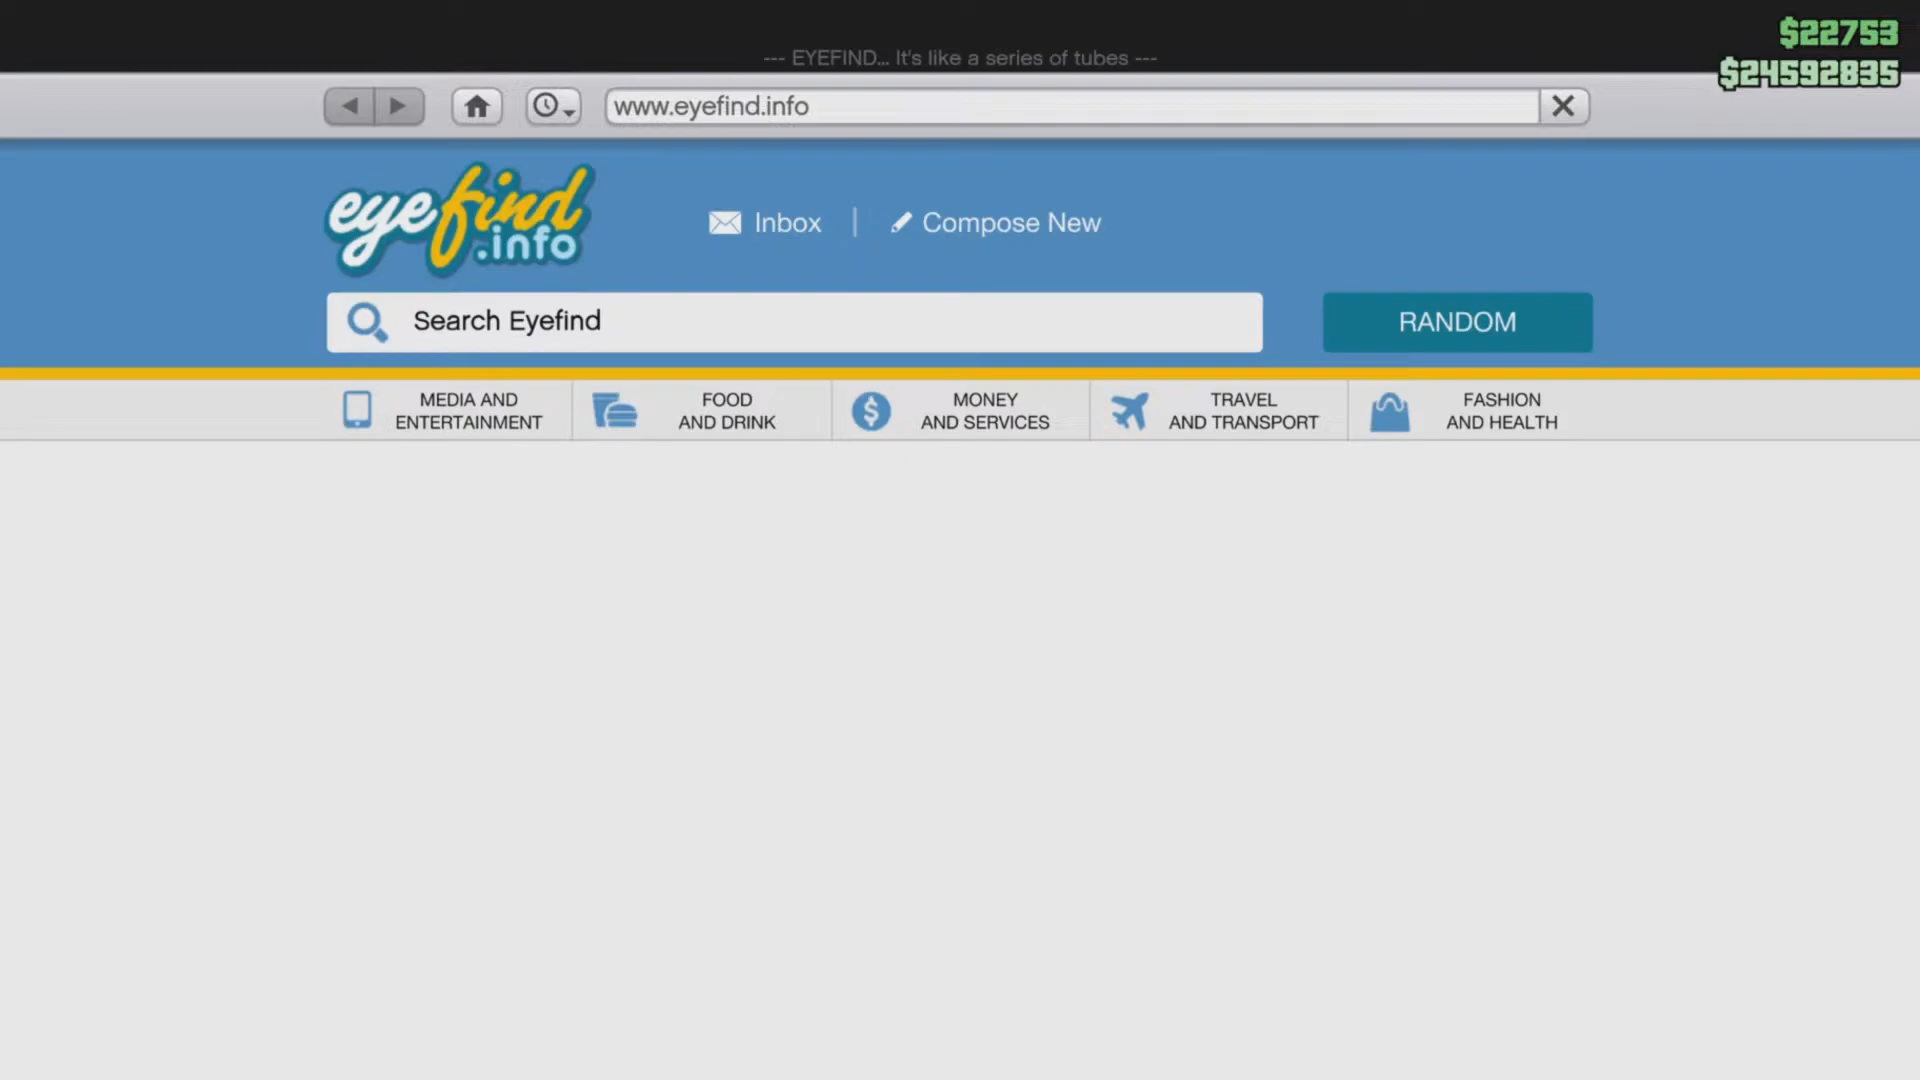 $22753
--- EYEFIND... It's like a series of tubes ---
$24592835
www.eyefind.info
eyefind.info
Inbox
Compose New
Search Eyefind
RANDOM
MEDIA AND
ENTERTAINMENT
FOOD
AND DRINK
MONEY
AND SERVICES
TRAVEL
AND TRANSPORT
FASHION
AND HEALTH